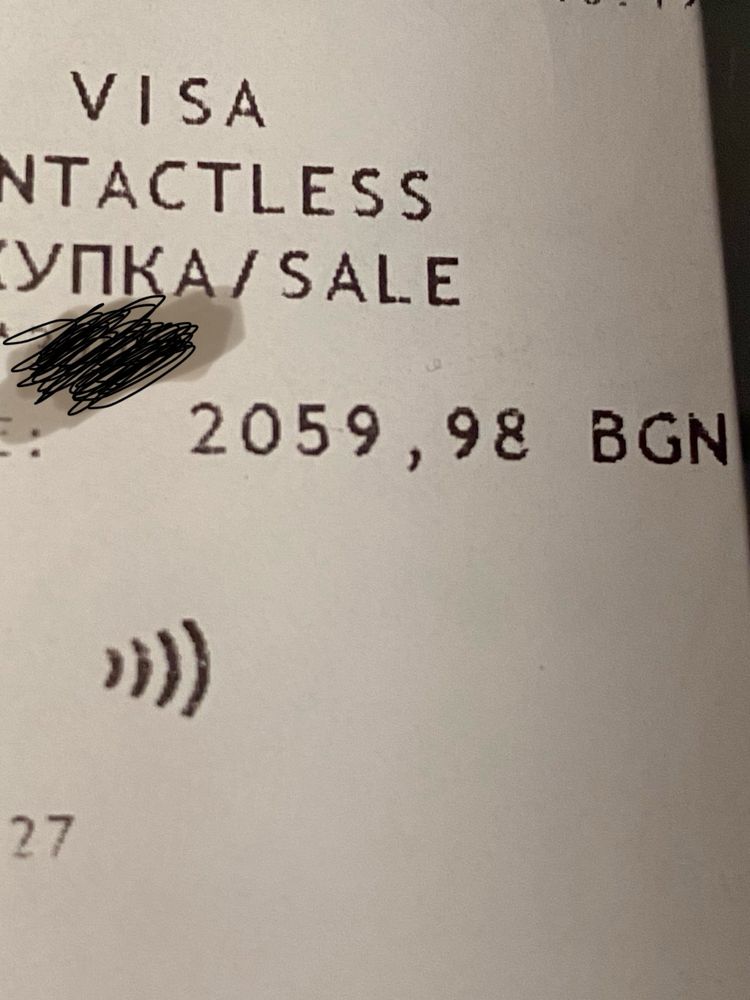 VISA
NTACTLESS
УПКА/SALE
E: 2059,98 BGN
27